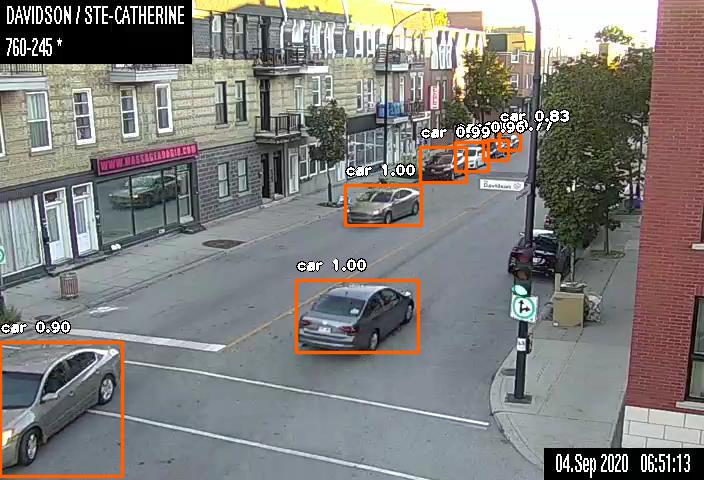 DAVIDSON / STE-CATHERINE
760-245 *
car 0.83
car 0.99
0.96
car 1.00
WWW.MASSAGEADAGIO.COM
Davidson
car 1.00
car 0.90
04.Sep 2020 06:51:13